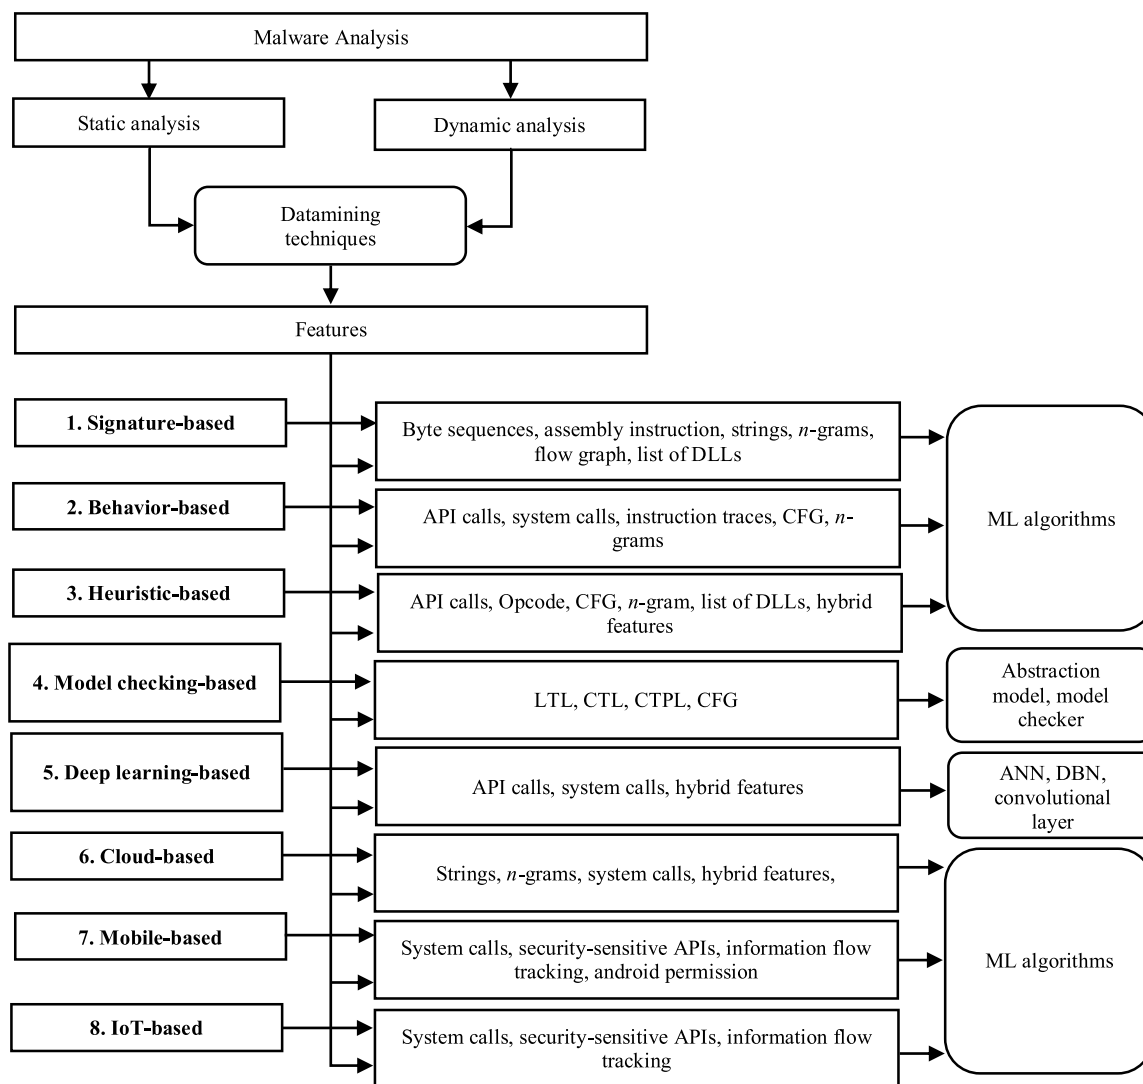 Malware Analysis
Static analysis
Dynamic analysis
Datamining
techniques
Features
1. Signature-based
Byte sequences, assembly instruction, strings, n-grams,
flow graph, list of DLLs
2. Behavior-based
API calls, system calls, instruction traces, CFG, n-
grams
3. Heuristic-based
API calls, Opcode, CFG, n-gram, list of DLLs, hybrid
features
ML algorithms
4. Model checking-based
LTL, CTL, CTPL, CFG
Abstraction
model, model
checker
5. Deep learning-based
API calls, system calls, hybrid features
ANN, DBN,
convolutional
layer
6. Cloud-based
Strings, n-grams, system calls, hybrid features,
7. Mobile-based
System calls, security-sensitive APIs, information flow
tracking, android permission
8. IoT-based
System calls, security-sensitive APIs, information flow
tracking
ML algorithms